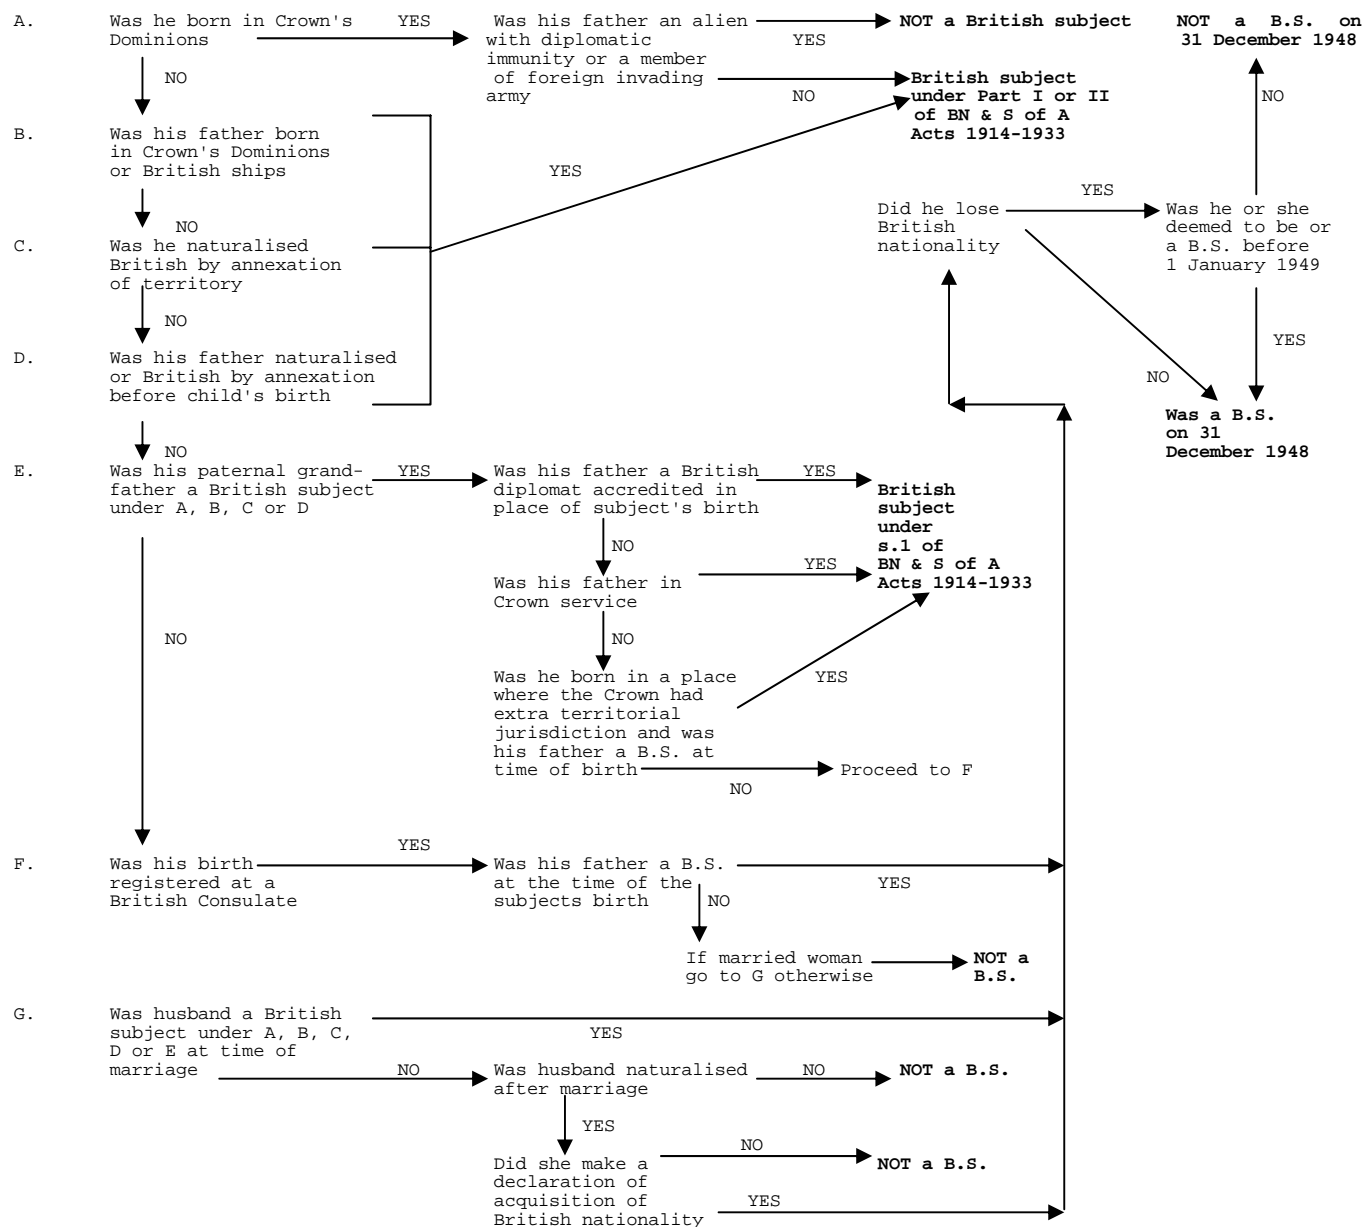 A.
Was he born in Crown's
Dominions
YES
Was his father an alien
with diplomatic
immunity or a member
of foreign invading
army
YES
NOT a British subject
NOT a B.S. on
31 December 1948
NO
NO
British subject
under Part I or II
of BN & S of A
Acts 1914-1933
NO
B.
Was his father born
in Crown's Dominions
or British ships
YES
NO
Did he lose
British
nationality
YES
Was he or she
deemed to be or
a B.S. before
1 January 1949
C.
Was he naturalised
British by annexation
of territory
NO
YES
D.
Was his father naturalised
or British by annexation
before child's birth
NO
Was a B.S.
on 31
December 1948
NO
E.
Was his paternal grand-
father a British subject
under A, B, C or D
YES
Was his father a British
diplomat accredited in
place of subject's birth
YES
British
subject
under
s.1 of
BN & S of A
Acts 1914-1933
NO
Was his father in
Crown service
YES
NO
NO
Was he born in a place
where the Crown had
extra territorial
jurisdiction and was
his father a B.S. at
time of birth
YES
NO
Proceed to F
F.
Was his birth
registered at a
British Consulate
YES
Was his father a B.S.
at the time of the
subjects birth
YES
NO
If married woman
go to G otherwise
NOT a
B.S.
G.
Was husband a British
subject under A, B, C,
D or E at time of
marriage
YES
NO
Was husband naturalised
after marriage
NO
NOT a B.S.
YES
Did she make a
declaration of
acquisition of
British nationality
NO
NOT a B.S.
YES